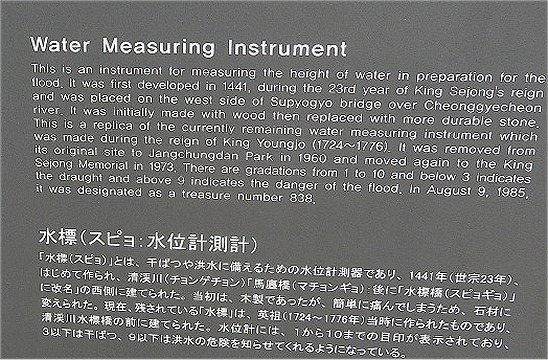 Water Measuring Instrument
This is an instrument for measuring the height of water in preparation for the
flood. It was first developed in 1441, during the 23rd year of King Sejong's reign
and was placed on the west side of Supyogyo bridge over Cheonggyecheon
river. It was initially made with wood then replaced with more durable stone.
This is a replica of the currently remaining water measuring instrument which
was made during the reign of King Youngjo (1724~1776). It was removed from
its original site to Jangchungdan Park in 1960 and moved again to the King
Sejong Memorial in 1973. There are gradations from 1 to 10 and below 3 indicates
the draught and above 9 indicates the danger of the flood. In August 9, 1985,
it was designated as a treasure number 838.
水標(スピョ:水位計測計)
「水標(スピョ)」とは、干ばつや洪水に備えるための水位計測器であり、1441年(世宗23年)、
はじめて作られ、清渓川(チョンゲチョン)「馬廛橋(マチョンギョ): 後に「水標橋(スピョギョ)」
に改名」の西側に建てられた。当初は、木製であったが、簡単に痛んでしまうため、石材に
変えられた。現在、残されている「水標」は、英祖(1724~1776年)当時に作られたものであり、
清渓川水標橋の前に建てられた。水位計には、1から10までの目印が表示されており、
3以下は干ばつ、9以下は洪水の危険を知らせてくれるようになっている。